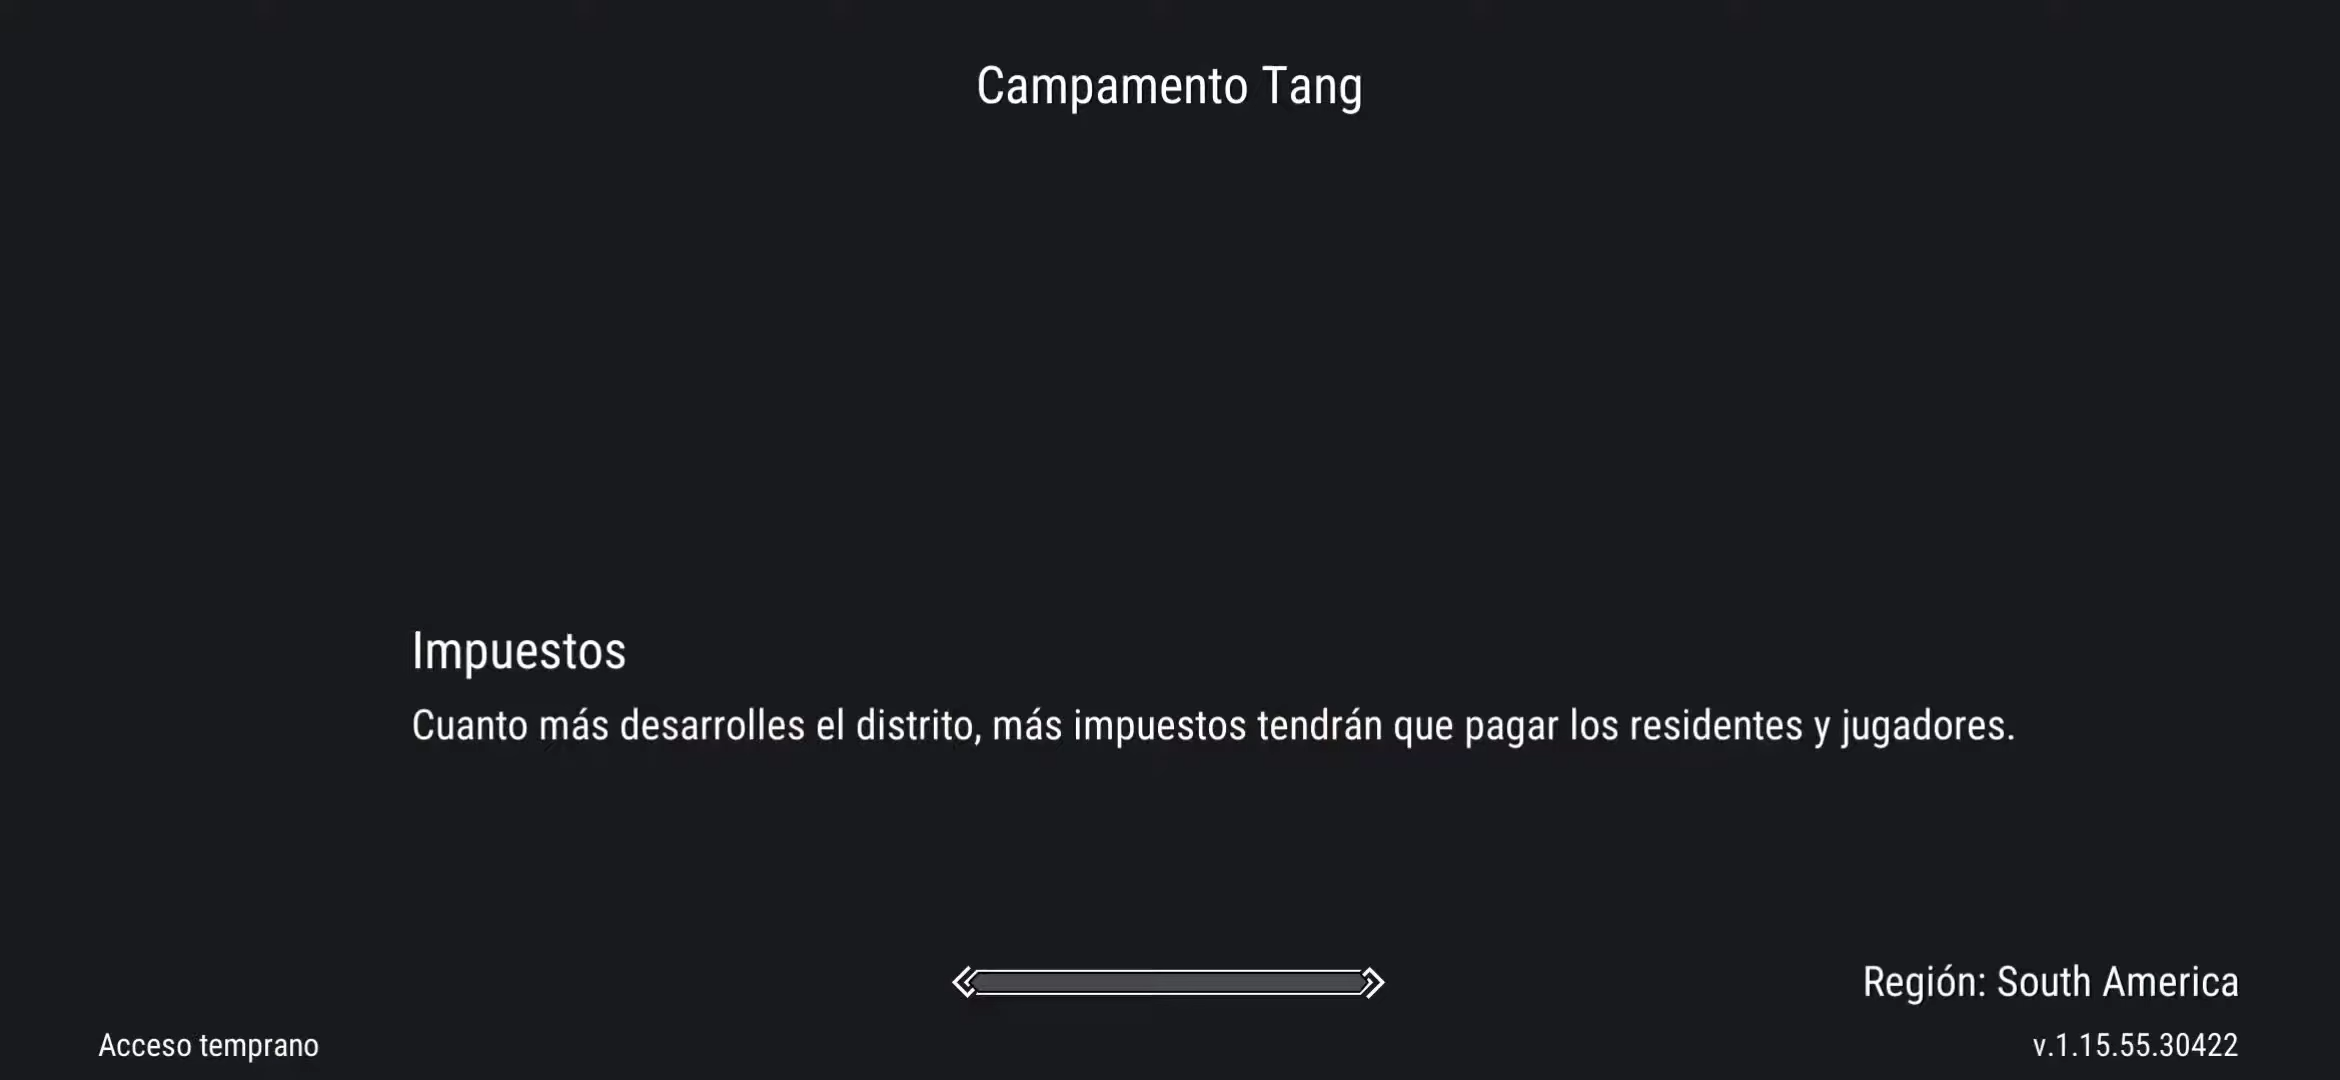 Campamento Tang
Impuestos
Cuanto más desarrolles el distrito, más impuestos tendrán que pagar los residentes y jugadores.
Región: South America
Acceso temprano
v.1.15.55.30422